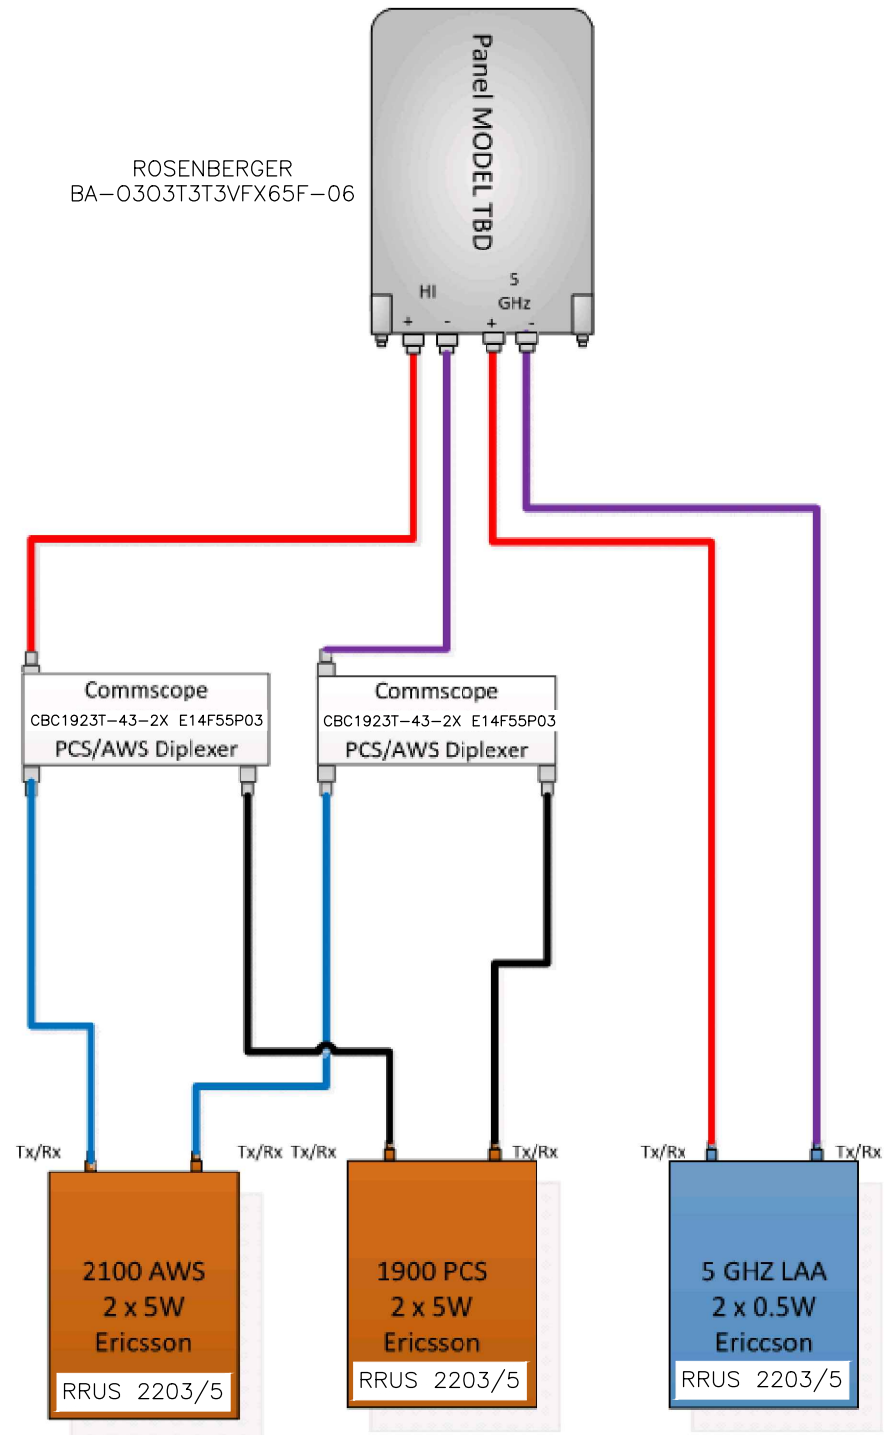 Panel MODEL TBD
ROSENBERGER
BA-O3O3T3T3VFX65F-06
HI
5
GHz
+ - + -
Commscope
CBC1923T-43-2X E14F55P03
PCS/AWS Diplexer
Commscope
CBC1923T-43-2X E14F55P03
PCS/AWS Diplexer
Tx/Rx
Tx/Rx
Tx/Rx
Tx/Rx
Tx/Rx
Tx/Rx
2100 AWS
2 x 5W
Ericsson
RRUS 2203/5
1900 PCS
2 x 5W
Ericsson
RRUS 2203/5
5 GHZ LAA
2 x 0.5W
Ericcson
RRUS 2203/5